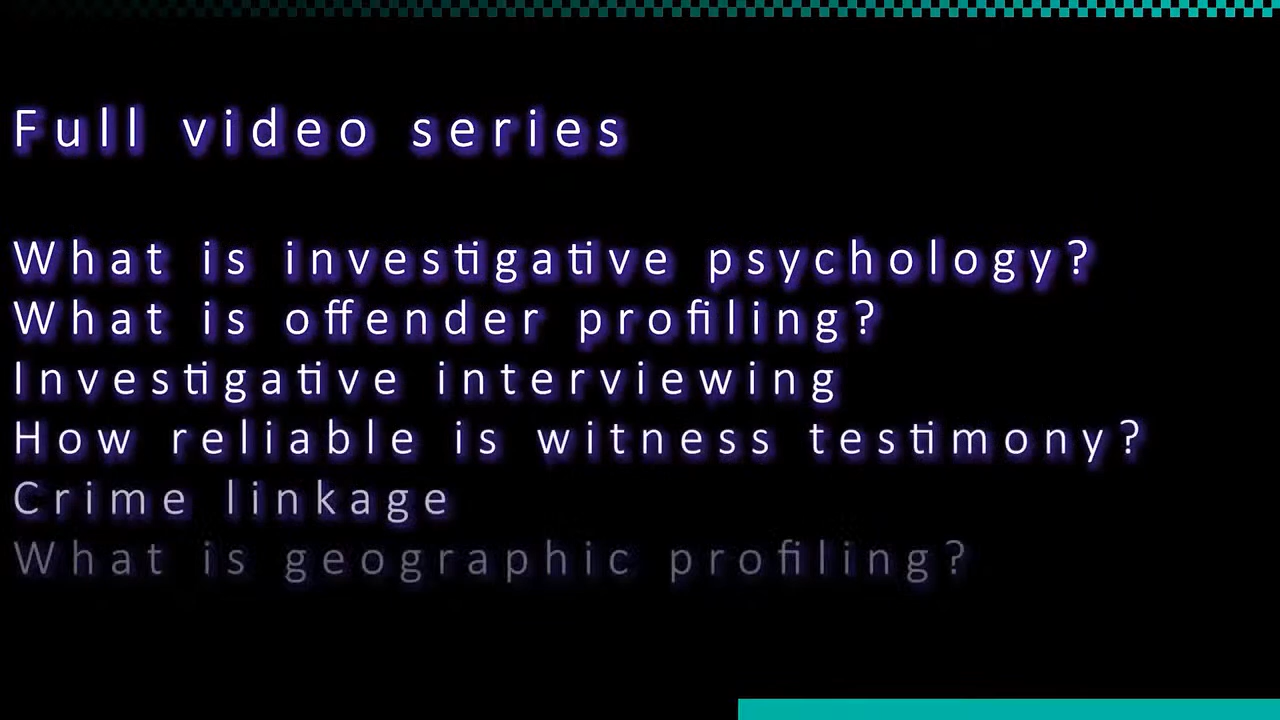 Full video series
What is investigative psychology?
What is offender profiling?
Investigative interviewing
How reliable is witness testimony?
Crime linkage
What is geographic profiling?